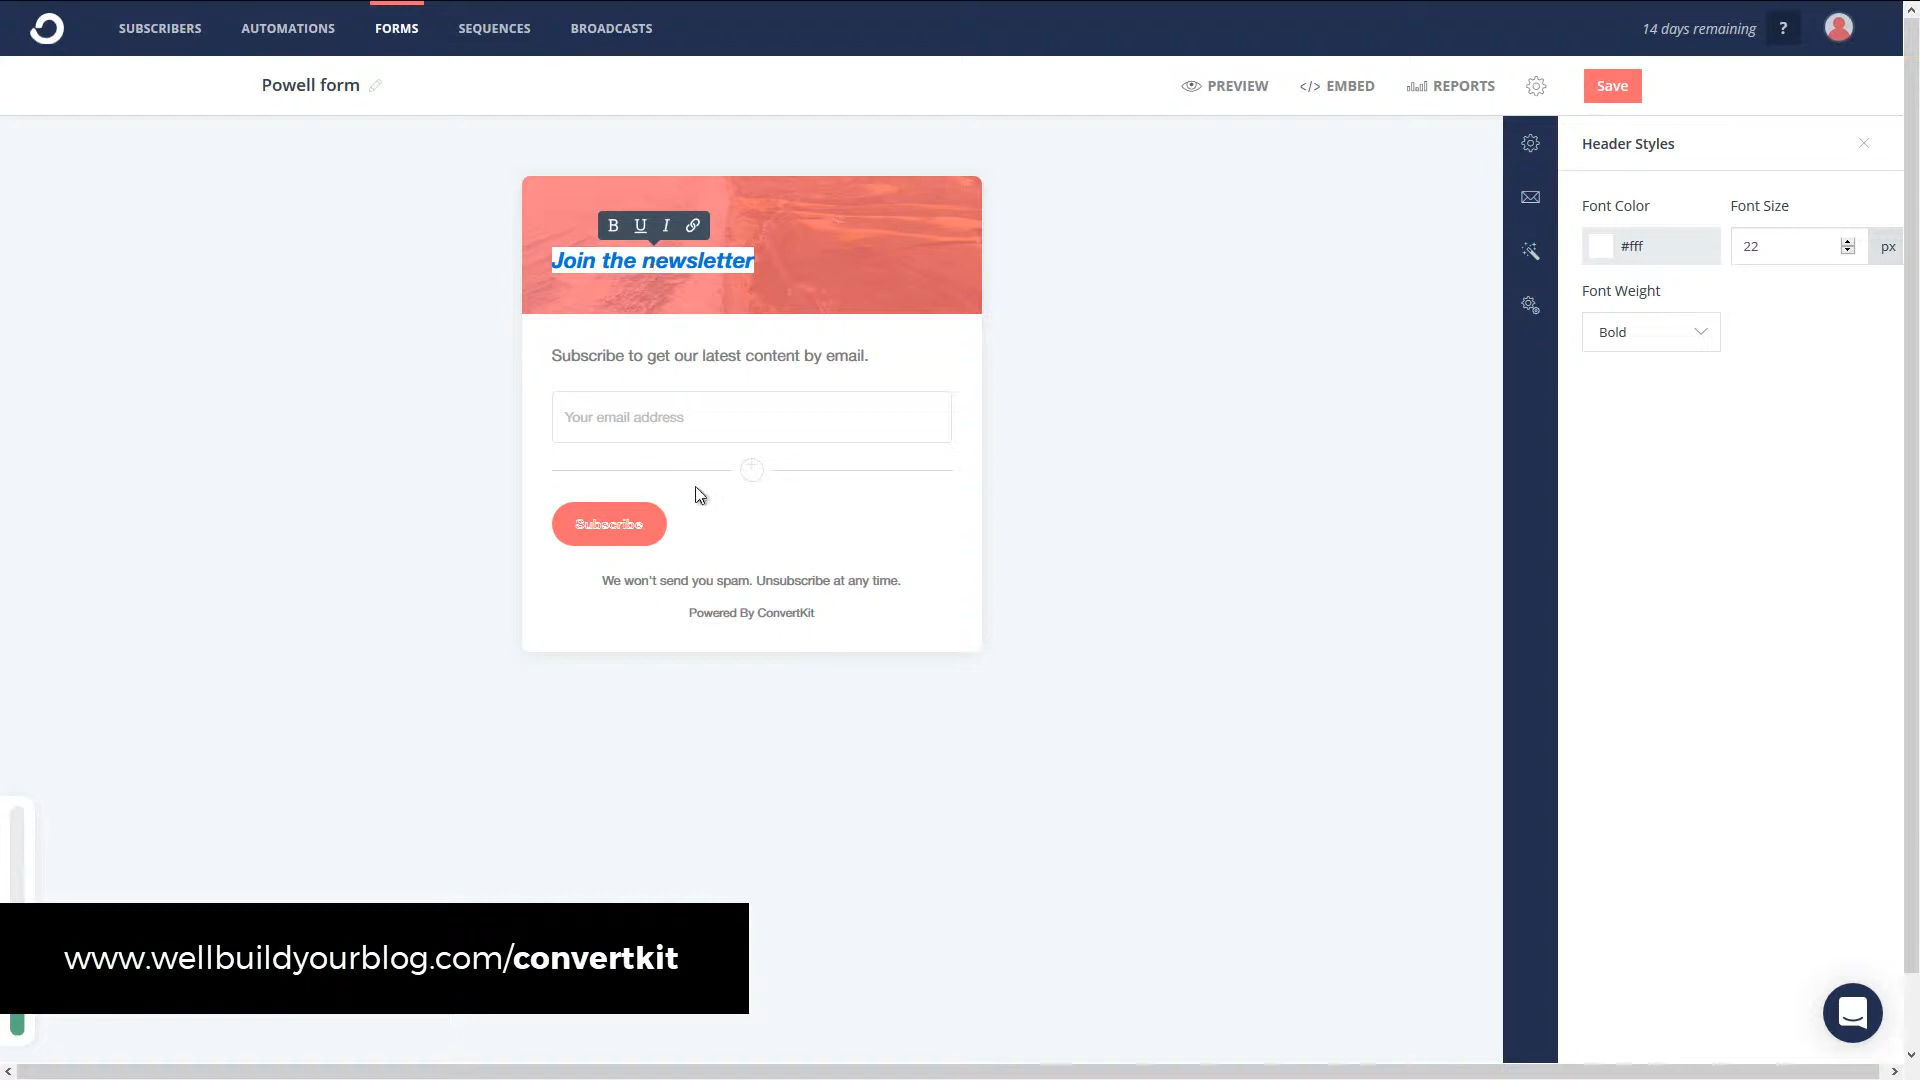 SUBSCRIBERS AUTOMATIONS FORMS SEQUENCES BROADCASTS 14 days remaining ?
Powell form PREVIEW </> EMBED REPORTS Save
Header Styles
Font Color Font Size
#fff 22 px
Font Weight
Bold
B U I
Join the newsletter
Subscribe to get our latest content by email.
Your email address
Subscribe
We won't send you spam. Unsubscribe at any time.
Powered By ConvertKit
www.wellbuildyourblog.com/convertkit